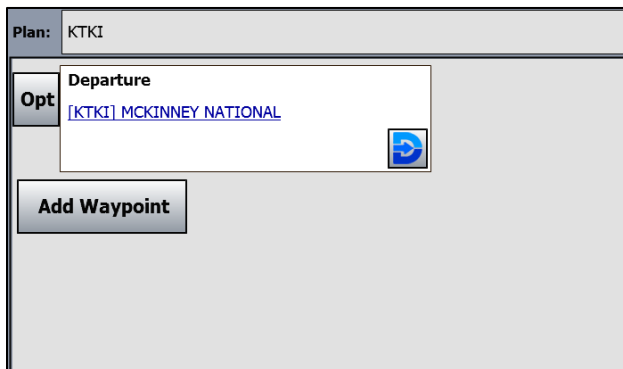 Plan: KTKI
Departure
Opt
[KTKI] MCKINNEY NATIONAL
Add Waypoint